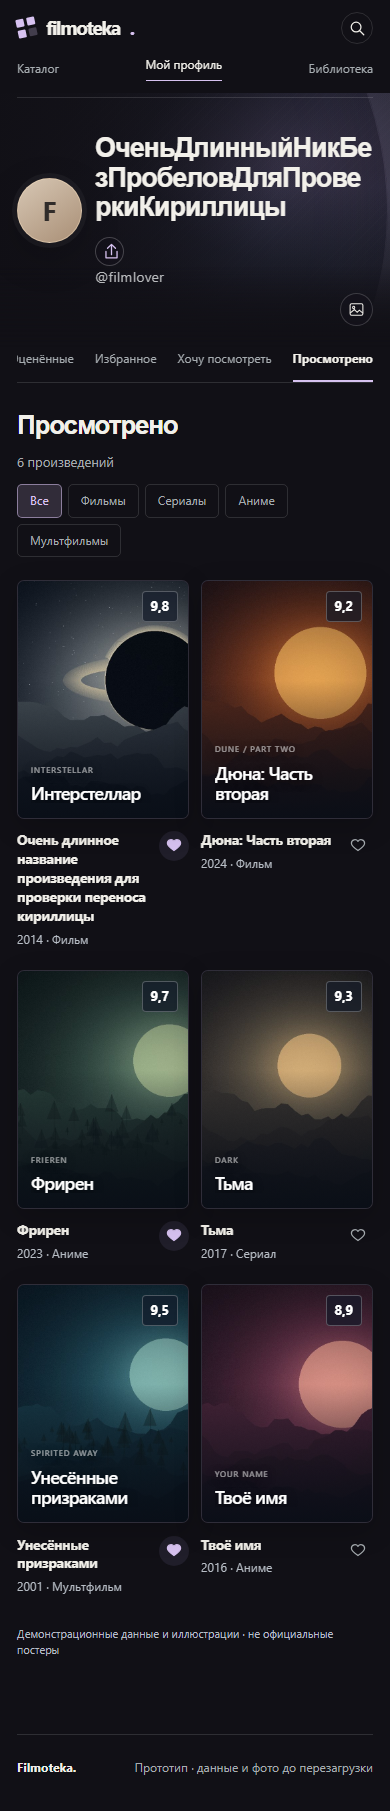 filmoteka .
Каталог
Мой профиль
Библиотека
ОченьДлинныйНикБе
зПробеловДляПрове
ркиКириллицы
F
@filmlover
Оценённые
Избранное
Хочу посмотреть
Просмотрено
Просмотрено
6 произведений
Все
Фильмы
Сериалы
Аниме
Мультфильмы
9,8
INTERSTELLAR
Интерстеллар
9,2
DUNE / PART TWO
Дюна: Часть
вторая
Очень длинное
название
произведения для
проверки переноса
кириллицы
2014 · Фильм
Дюна: Часть вторая
2024 · Фильм
9,7
FRIEREN
Фрирен
9,3
DARK
Тьма
Фрирен
2023 · Аниме
Тьма
2017 · Сериал
9,5
SPIRITED AWAY
Унесённые
призраками
8,9
YOUR NAME
Твоё имя
Унесённые
призраками
2001 · Мультфильм
Твоё имя
2016 · Аниме
Демонстрационные данные и иллюстрации · не официальные
постеры
Filmoteka.
Прототип · данные и фото до перезагрузки